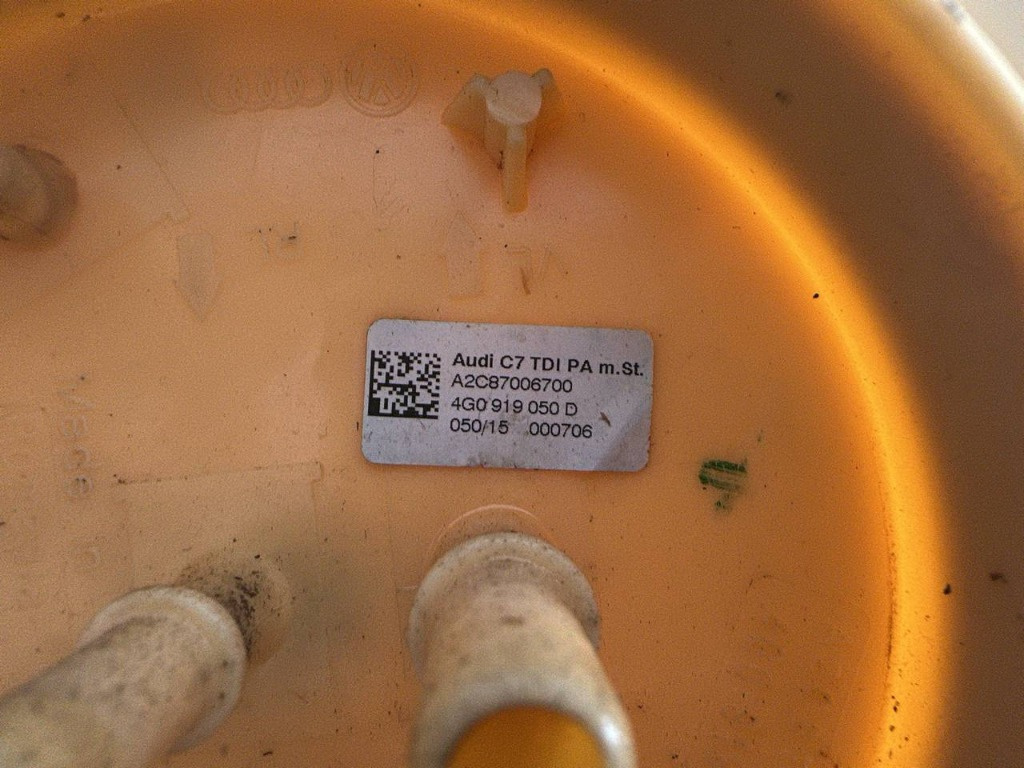 Audi C7 TDI PA m.St.
A2C87006700
4G0 919 050 D
050/15 000706